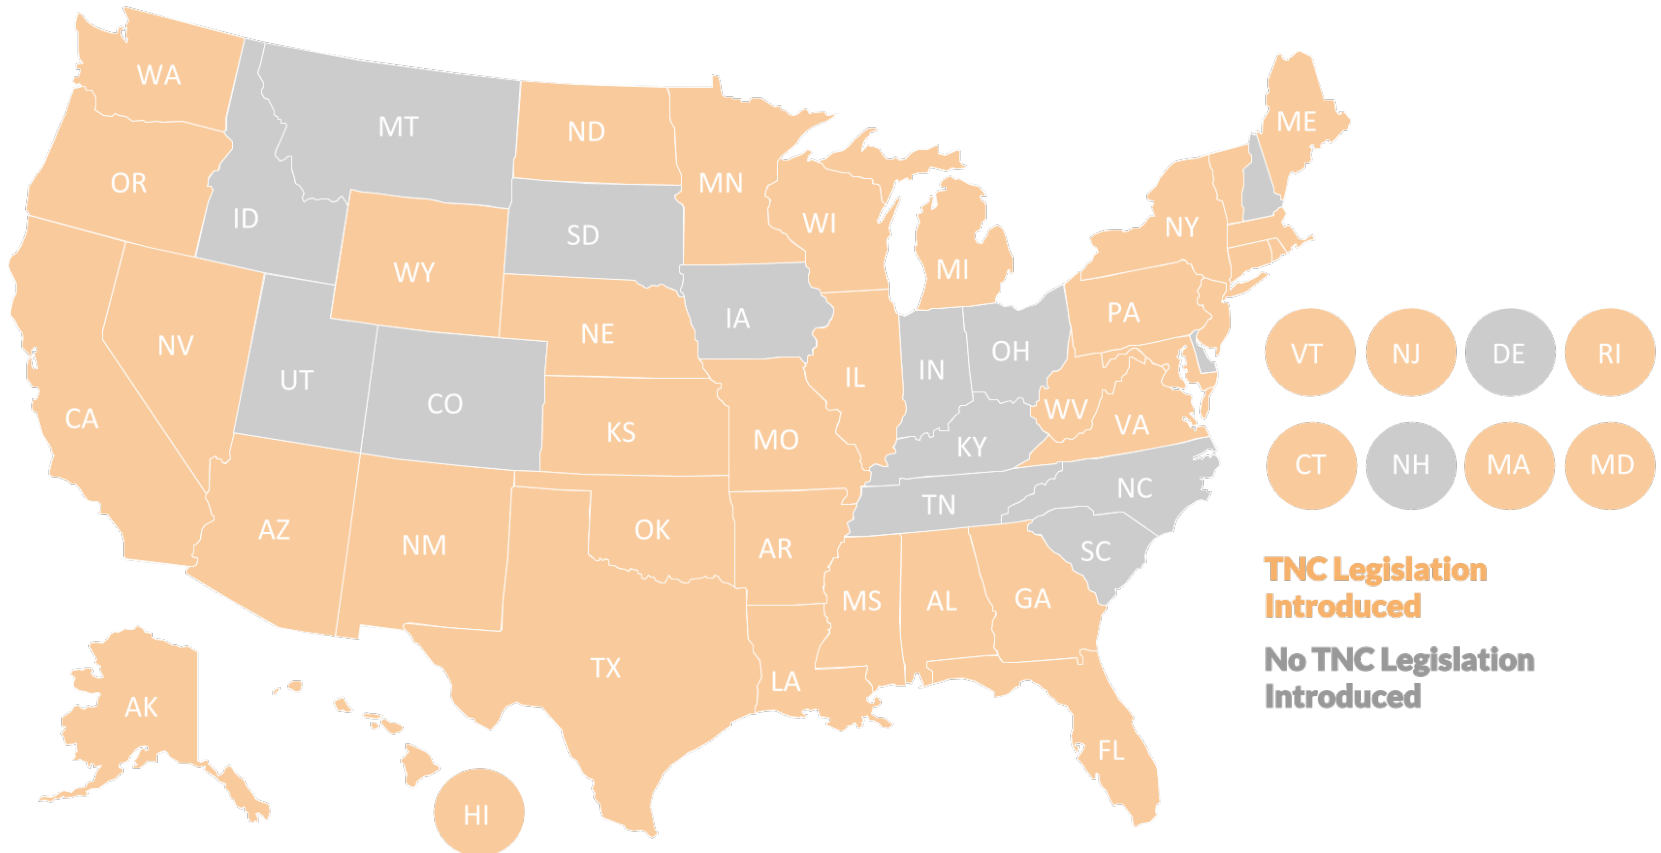 WA
MT
ND
MN
OR
ID
SD
WI
MI
NY
ME
WY
NE
IA
PA
NV
UT
CO
IL
IN
OH
CA
KS
MO
KY
WV
VA
AZ
NM
OK
AR
TN
NC
SC
MS
AL
GA
TX
LA
FL
AK
HI
VT
NJ
DE
RI
CT
NH
MA
MD
TNC Legislation
Introduced
No TNC Legislation
Introduced